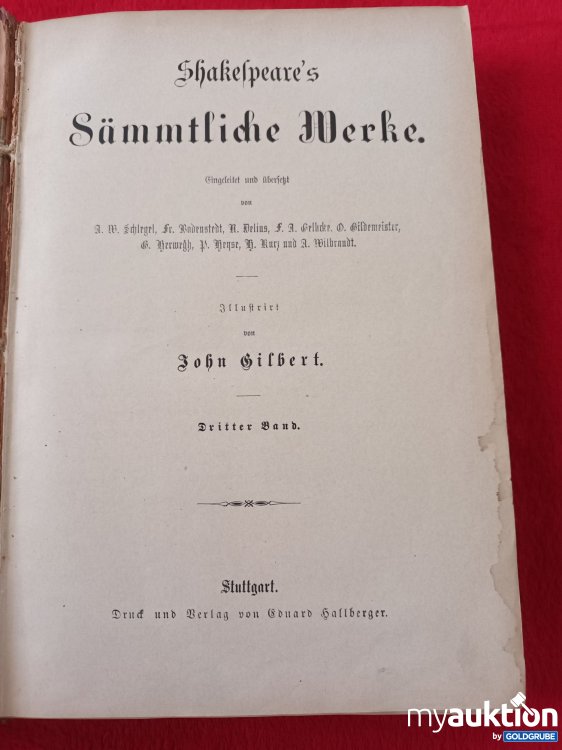 Shakeſpeare's
Sämmtliche Werke.
Eingeleitet und überſetzt
von
A. W. Schlegel, Fr. Bodenstedt, N. Delius, F. A. Gelbcke, O. Gildemeister,
G. Herwegh, P. Heyse, H. Kurz und A. Wilbrandt.
Illuſtrirt
von
John Gilbert.
Dritter Band.
Stuttgart.
Druck und Verlag von Eduard Hallberger.
myauktion
by GOLDGRUBE